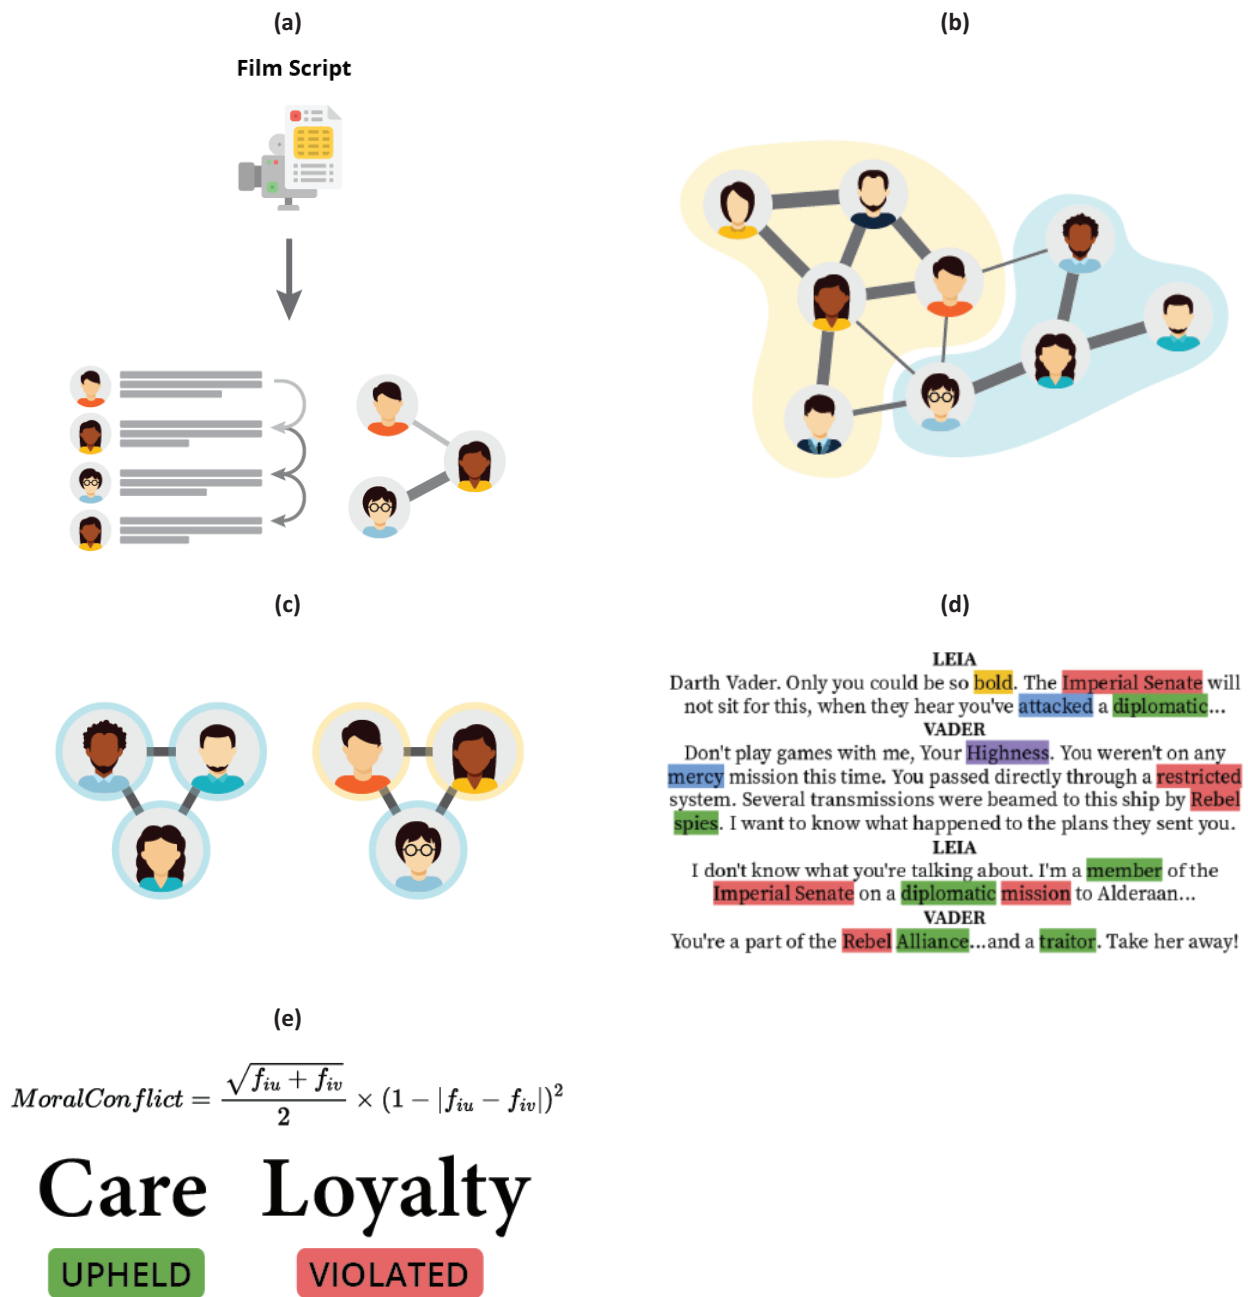 (a)
Film Script
(b)
(c)
(d)
LEIA
Darth Vader. Only you could be so bold. The Imperial Senate will
not sit for this, when they hear you've attacked a diplomatic...
VADER
Don't play games with me, Your Highness. You weren't on any
mercy mission this time. You passed directly through a restricted
system. Several transmissions were beamed to this ship by Rebel
spies. I want to know what happened to the plans they sent you.
LEIA
I don't know what you're talking about. I'm a member of the
Imperial Senate on a diplomatic mission to Alderaan...
VADER
You're a part of the Rebel Alliance...and a traitor. Take her away!
(e)
MoralConflict = √(f_iu + f_iv)/2 × (1 − |f_iu − f_iv|)²
Care Loyalty
UPHELD VIOLATED